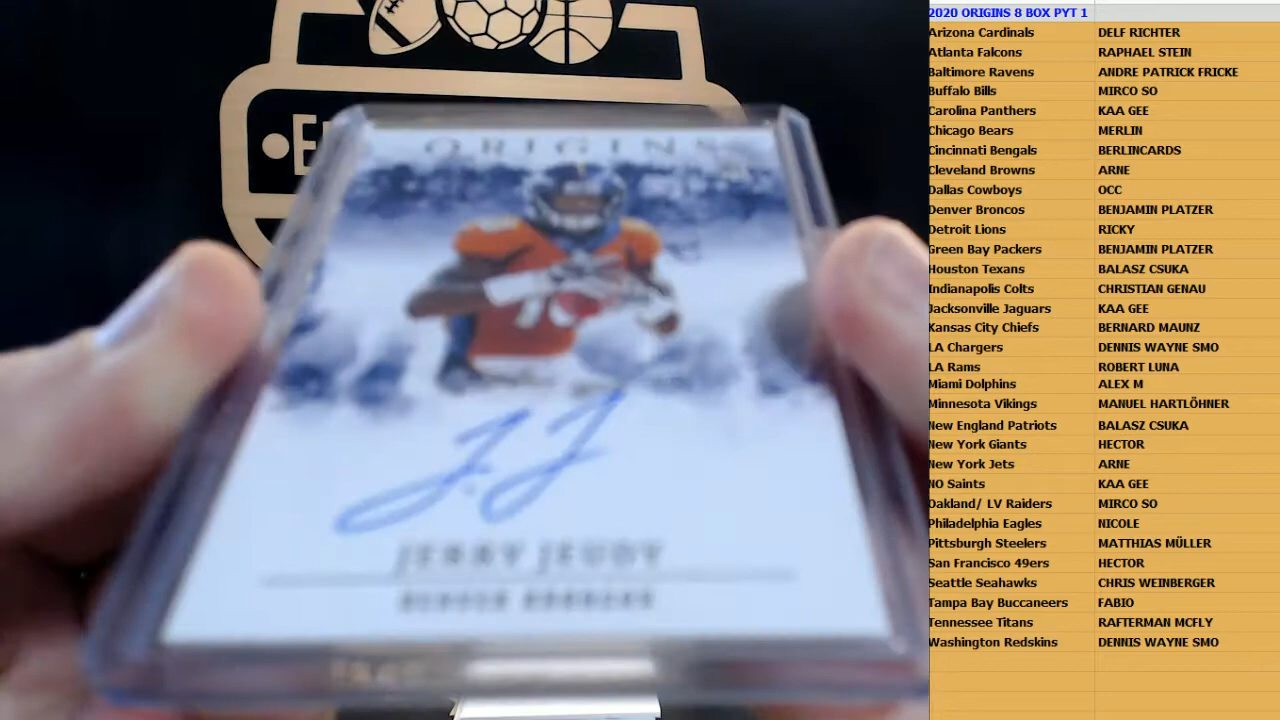 ORIGINS
J.J.
JERRY JEUDY
DENVER BRONCOS
2020 ORIGINS 8 BOX PYT 1
Arizona Cardinals DELF RICHTER
Atlanta Falcons RAPHAEL STEIN
Baltimore Ravens ANDRE PATRICK FRICKE
Buffalo Bills MIRCO SO
Carolina Panthers KAA GEE
Chicago Bears MERLIN
Cincinnati Bengals BERLINCARDS
Cleveland Browns ARNE
Dallas Cowboys OCC
Denver Broncos BENJAMIN PLATZER
Detroit Lions RICKY
Green Bay Packers BENJAMIN PLATZER
Houston Texans BALASZ CSUKA
Indianapolis Colts CHRISTIAN GENAU
Jacksonville Jaguars KAA GEE
Kansas City Chiefs BERNARD MAUNZ
LA Chargers DENNIS WAYNE SMO
LA Rams ROBERT LUNA
Miami Dolphins ALEX M
Minnesota Vikings MANUEL HARTLÖHNER
New England Patriots BALASZ CSUKA
New York Giants HECTOR
New York Jets ARNE
NO Saints KAA GEE
Oakland/ LV Raiders MIRCO SO
Philadelphia Eagles NICOLE
Pittsburgh Steelers MATTHIAS MÜLLER
San Francisco 49ers HECTOR
Seattle Seahawks CHRIS WEINBERGER
Tampa Bay Buccaneers FABIO
Tennessee Titans RAFTERMAN MCFLY
Washington Redskins DENNIS WAYNE SMO